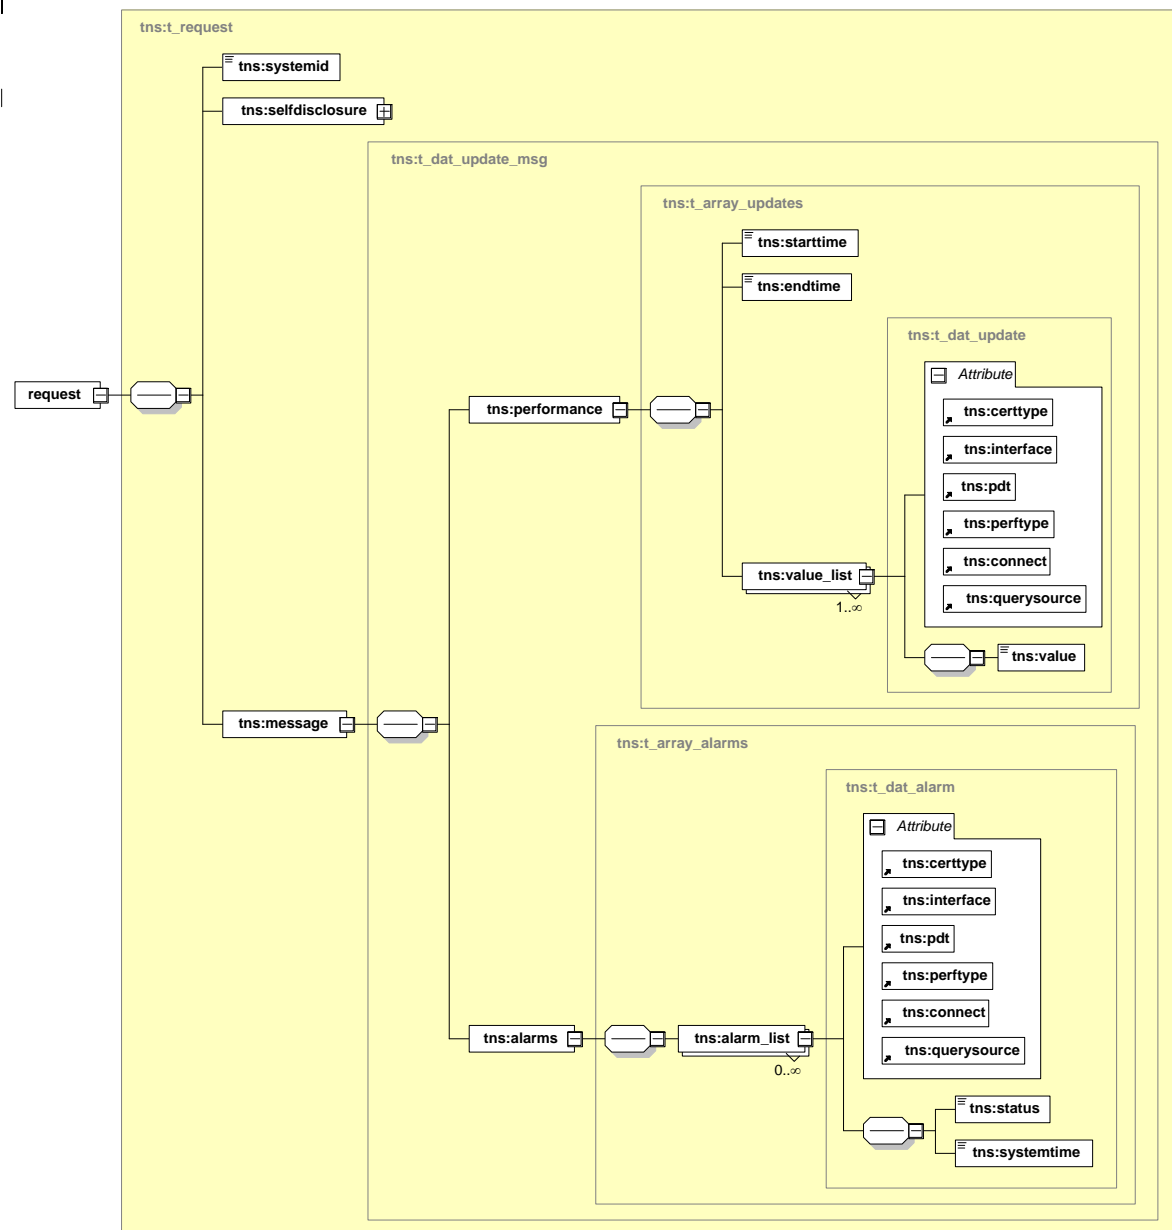 tns:t_request
tns:systemid
tns:selfdisclosure
tns:t_dat_update_msg
tns:t_array_updates
tns:starttime
tns:endtime
tns:t_dat_update
Attribute
tns:certtype
tns:interface
tns:pdt
tns:perftype
tns:connect
tns:querysource
request
tns:performance
tns:value_list
1..∞
tns:value
tns:message
tns:t_array_alarms
tns:t_dat_alarm
Attribute
tns:certtype
tns:interface
tns:pdt
tns:perftype
tns:connect
tns:querysource
tns:alarms
tns:alarm_list
0..∞
tns:status
tns:systemtime